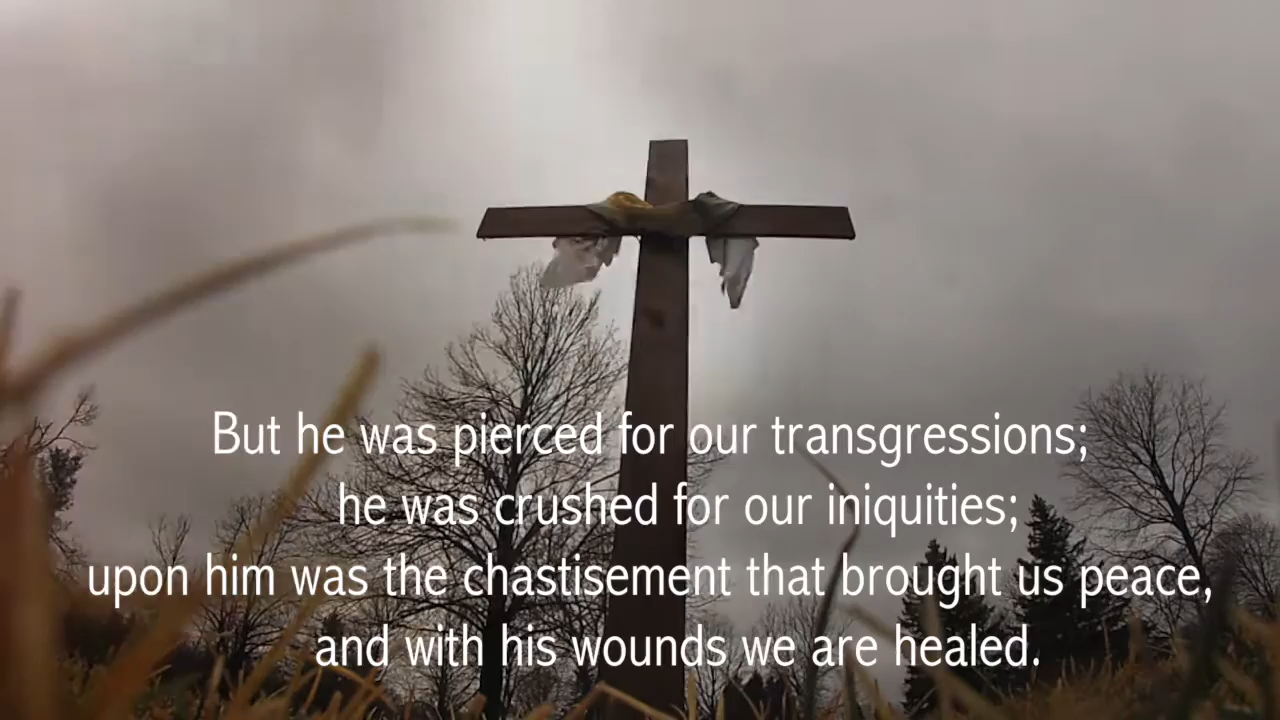 But he was pierced for our transgressions;
he was crushed for our iniquities;
upon him was the chastisement that brought us peace,
and with his wounds we are healed.